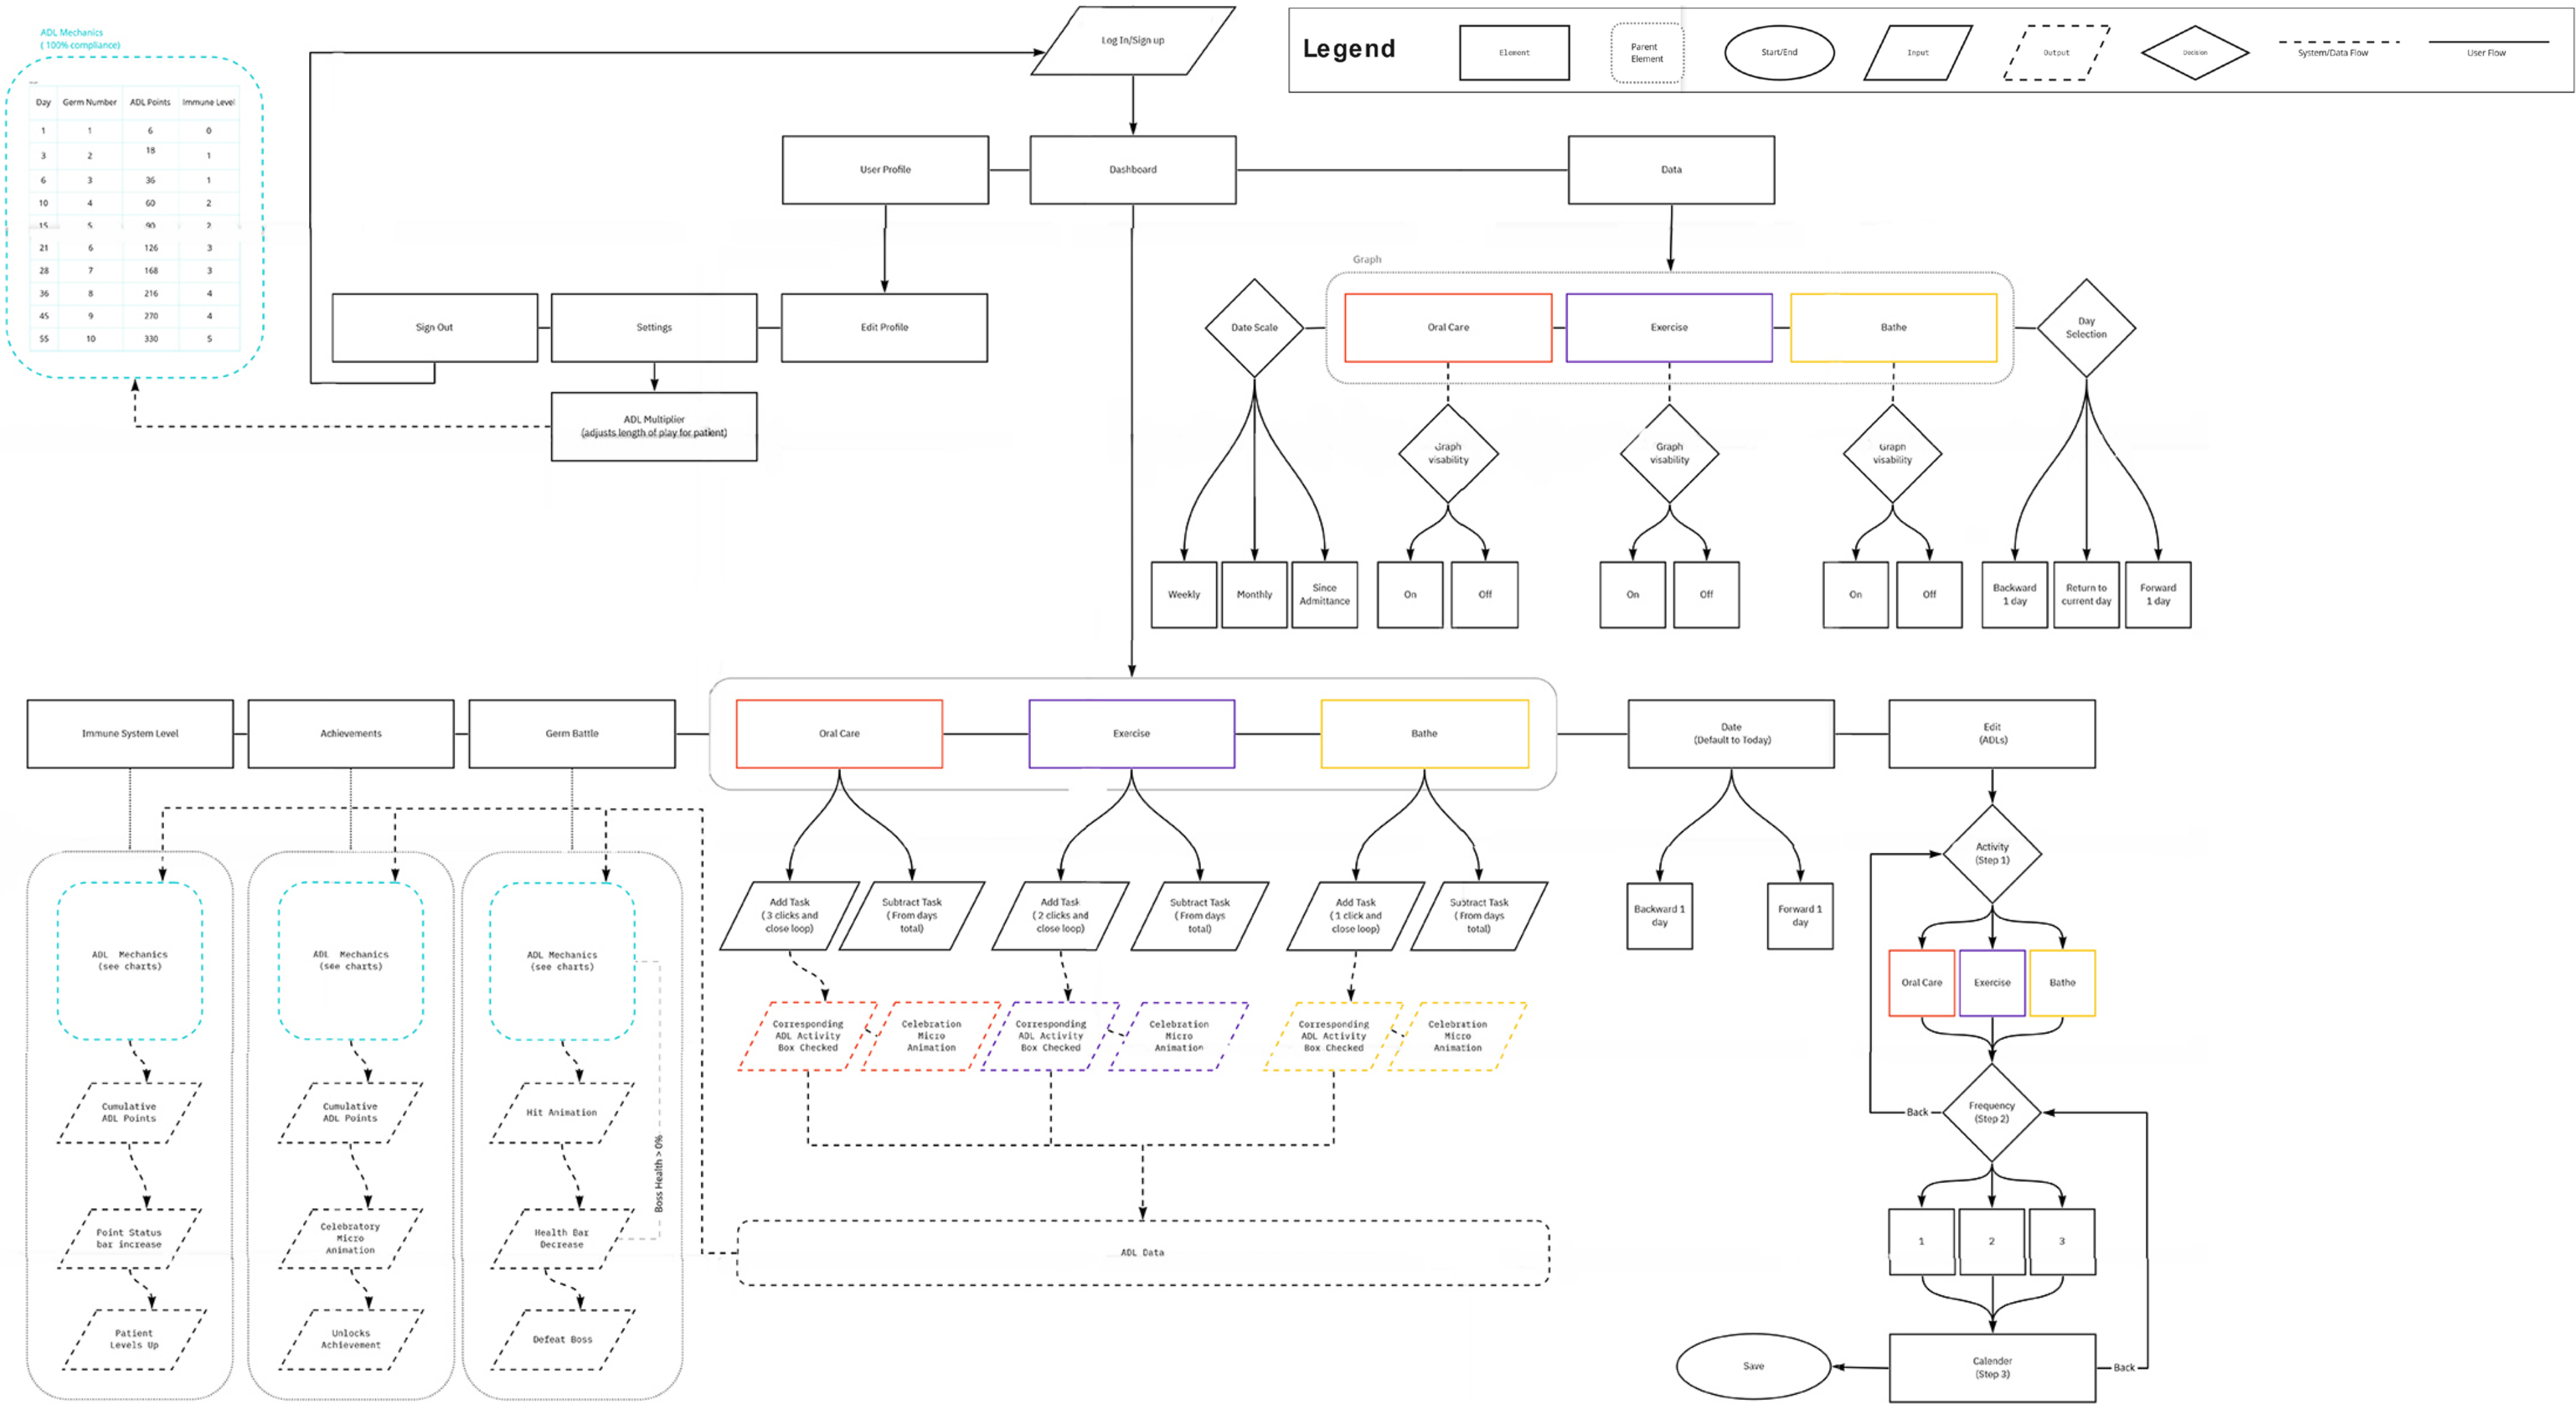 ADL Mechanics
( 100% compliance)
Day Germ Number ADL Points Immune Level
1 1 6 0
3 2 18 1
6 3 36 1
10 4 60 2
15 5 90 2
21 6 126 3
28 7 168 3
36 8 216 4
45 9 270 4
55 10 330 5
Log In/Sign up
Legend
Element
Parent
Element
Start/End
Input
Output
Decision
System/Data Flow
User Flow
User Profile
Dashboard
Data
Sign Out
Settings
Edit Profile
ADL Multiplier
(adjusts length of play for patient)
Graph
Date Scale
Oral Care
Exercise
Bathe
Day
Selection
Graph
visability
Graph
visability
Graph
visability
Weekly
Monthly
Since
Admittance
On
Off
On
Off
On
Off
Backward
1 day
Return to
current day
Forward
1 day
Immune System Level
Achievements
Germ Battle
Oral Care
Exercise
Bathe
Date
(Default to Today)
Edit
(ADLs)
ADL Mechanics
(see charts)
ADL Mechanics
(see charts)
ADL Mechanics
(see charts)
Cumulative
ADL Points
Cumulative
ADL Points
Hit Animation
Boss Health > 0%
Point Status
bar increase
Celebratory
Micro
Animation
Health Bar
Decrease
Patient
Levels Up
Unlocks
Achievement
Defeat Boss
Add Task
( 3 clicks and
close loop)
Subtract Task
( From days
total)
Add Task
( 2 clicks and
close loop)
Subtract Task
( From days
total)
Add Task
( 1 click and
close loop)
Subtract Task
( From days
total)
Corresponding
ADL Activity
Box Checked
Celebration
Micro
Animation
Corresponding
ADL Activity
Box Checked
Celebration
Micro
Animation
Corresponding
ADL Activity
Box Checked
Celebration
Micro
Animation
ADL Data
Backward 1
day
Forward 1
day
Activity
(Step 1)
Oral Care
Exercise
Bathe
Back
Frequency
(Step 2)
1
2
3
Save
Calender
(Step 3)
Back